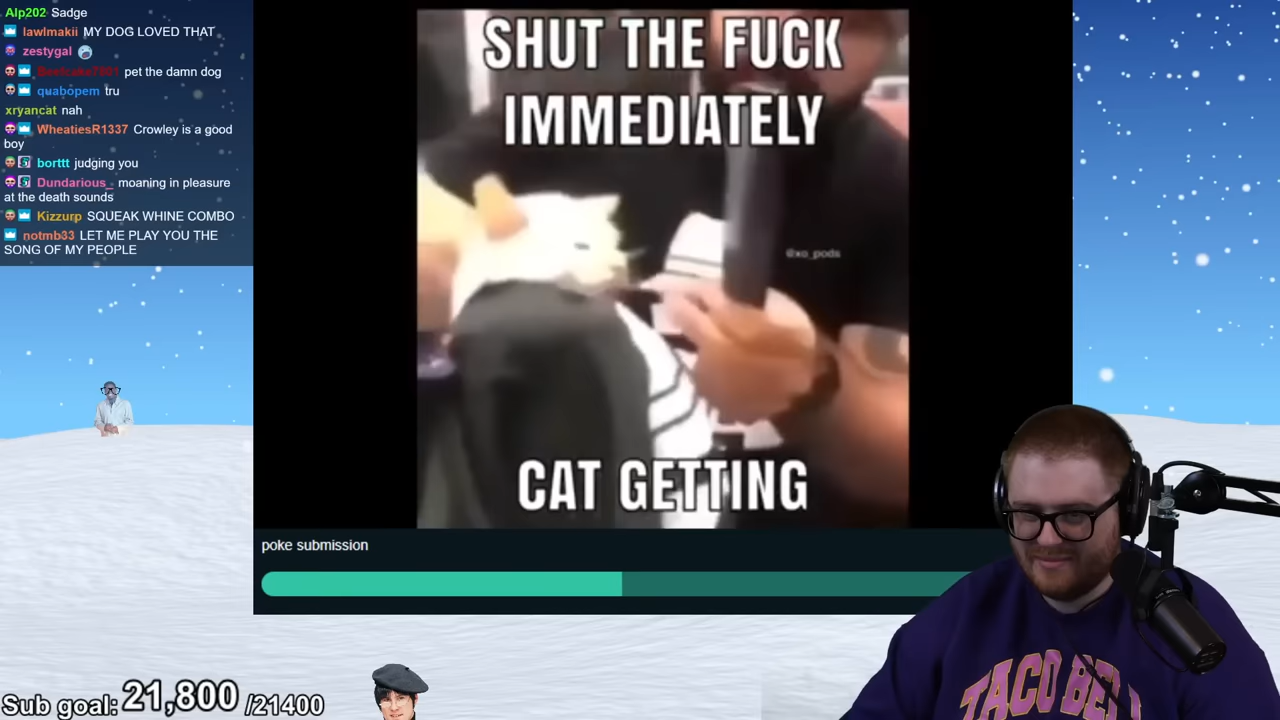 Alp202 Sadge
lawlmakii MY DOG LOVED THAT
zestygal
Beefcake7601 pet the damn dog
quabopem tru
xryancat nah
WheatiesR1337 Crowley is a good
boy
borttt judging you
Dundarious_ moaning in pleasure
at the death sounds
Kizzurp SQUEAK WHINE COMBO
notmb33 LET ME PLAY YOU THE
SONG OF MY PEOPLE
SHUT THE FUCK
IMMEDIATELY
@xo_pods
CAT GETTING
poke submission
Sub goal: 21,800 /21400
TACO BELL